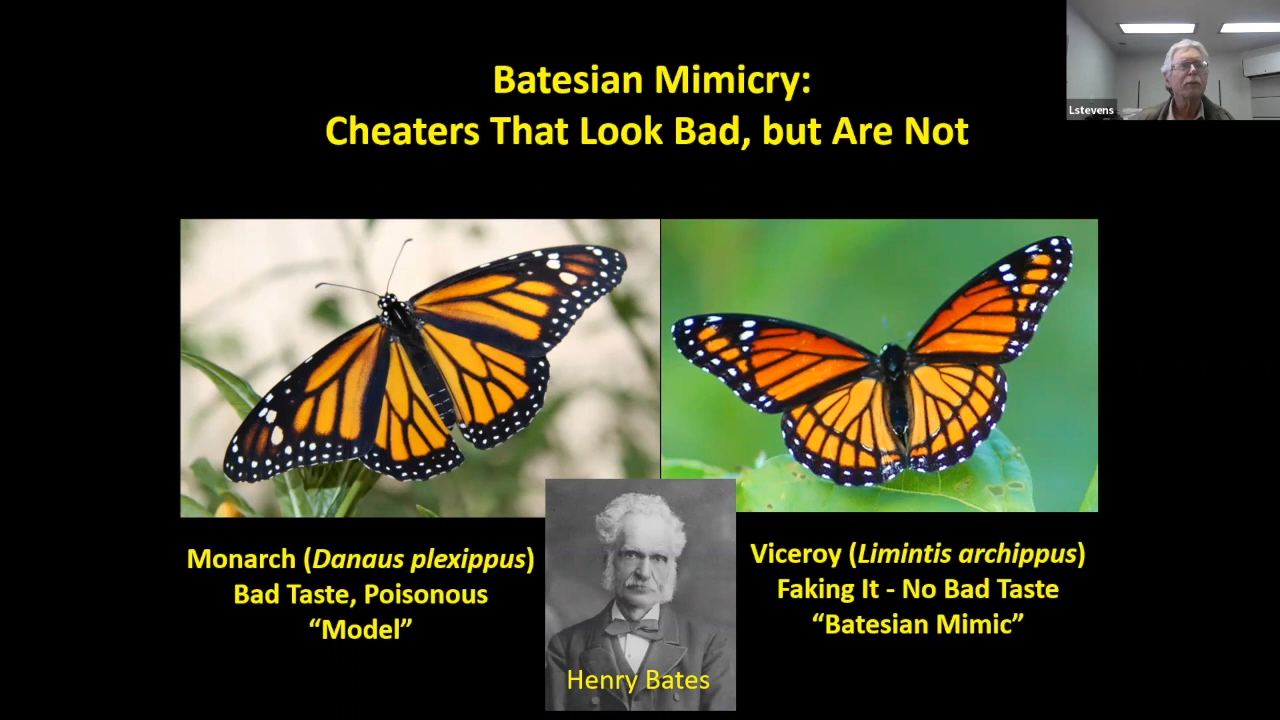 Batesian Mimicry:
Cheaters That Look Bad, but Are Not
Lstevens
Monarch (Danaus plexippus)
Bad Taste, Poisonous
“Model”
Viceroy (Limintis archippus)
Faking It - No Bad Taste
“Batesian Mimic”
Henry Bates